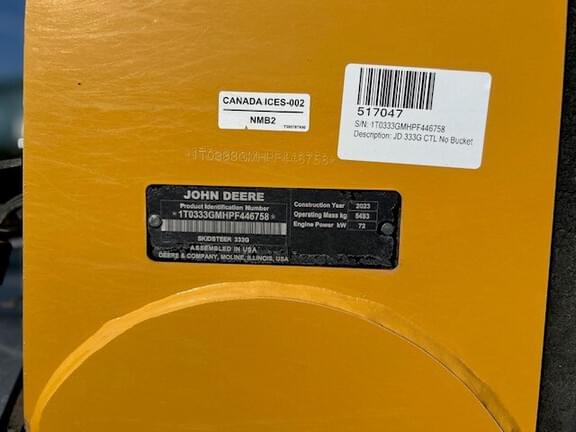 CANADA ICES-002
NMB2
517047
S/N: 1T0333GMHPF446758
Description: JD 333G CTL No Bucket
*1T0333GMHPF446758*
JOHN DEERE
Product Identification Number
*1T0333GMHPF446758*
SKIDSTEER 333G
ASSEMBLED IN USA
DEERE & COMPANY, MOLINE, ILLINOIS, USA
Construction Year 2023
Operating Mass kg 5493
Engine Power kW 72